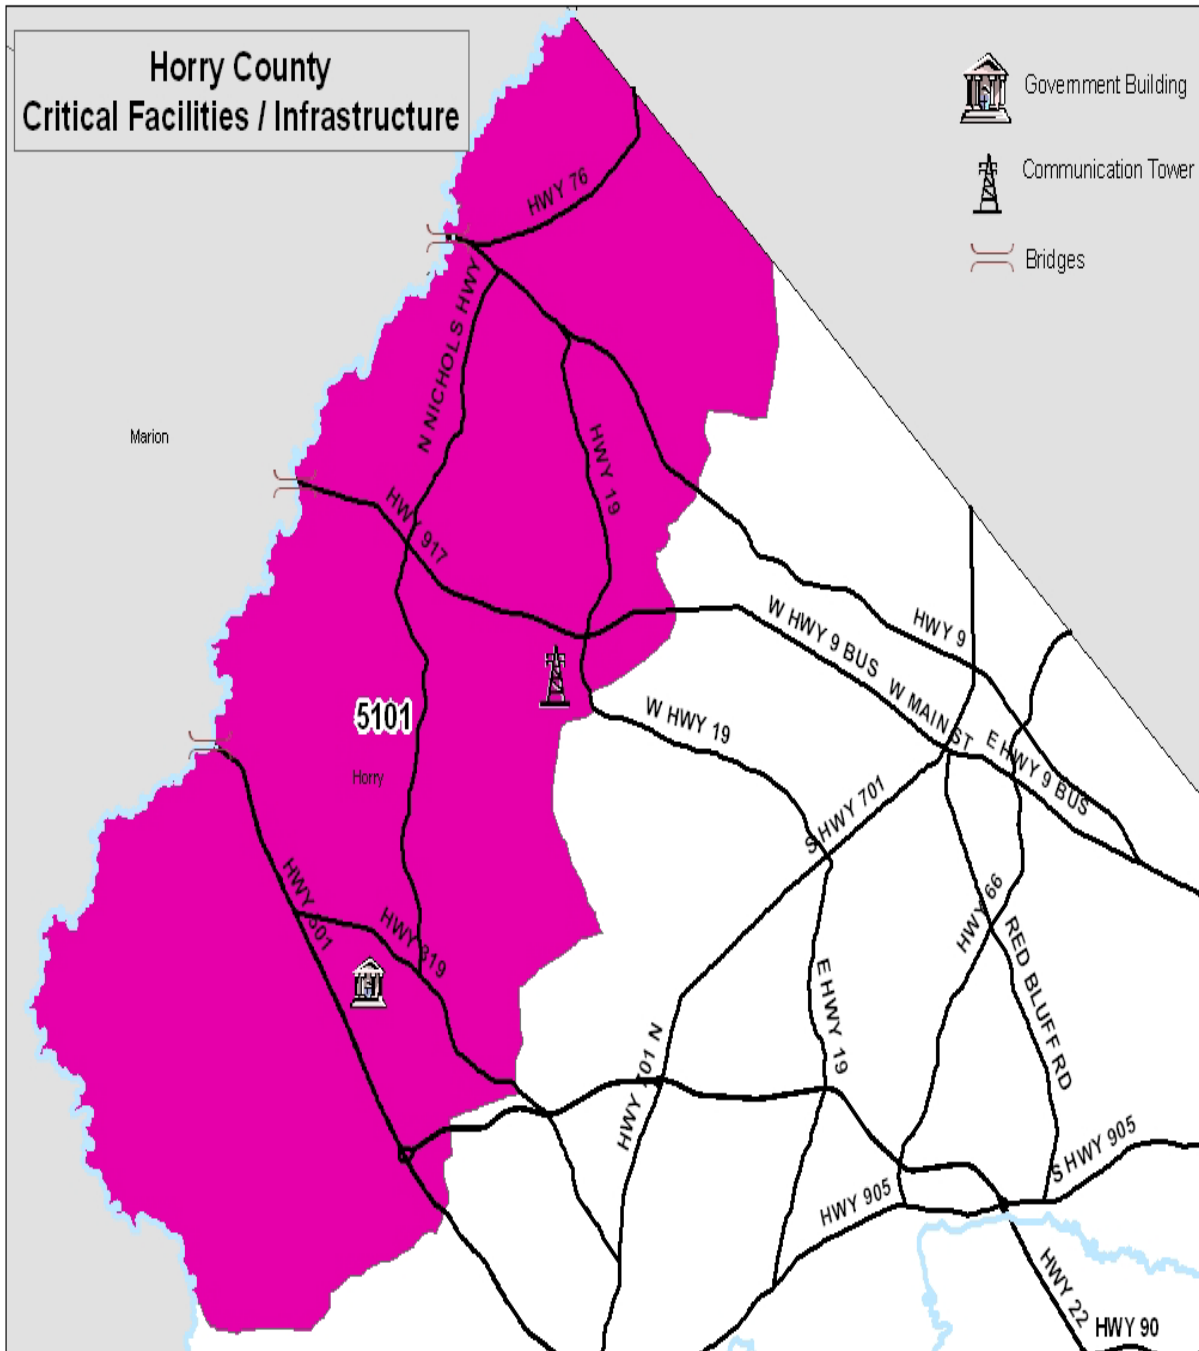 Horry County
Critical Facilities / Infrastructure
Government Building
Communication Tower
Bridges
HWY 76
N NICHOLS HWY
Marion
HWY 19
HWY 917
W HWY 9 BUS
HWY 9
W MAIN ST
E HWY 9 BUS
5101
W HWY 19
Horry
S HWY 701
HWY 501
HWY 319
HWY 66
RED BLUFF RD
E HWY 19
HWY 701 N
S HWY 905
HWY 905
HWY 22
HWY 90